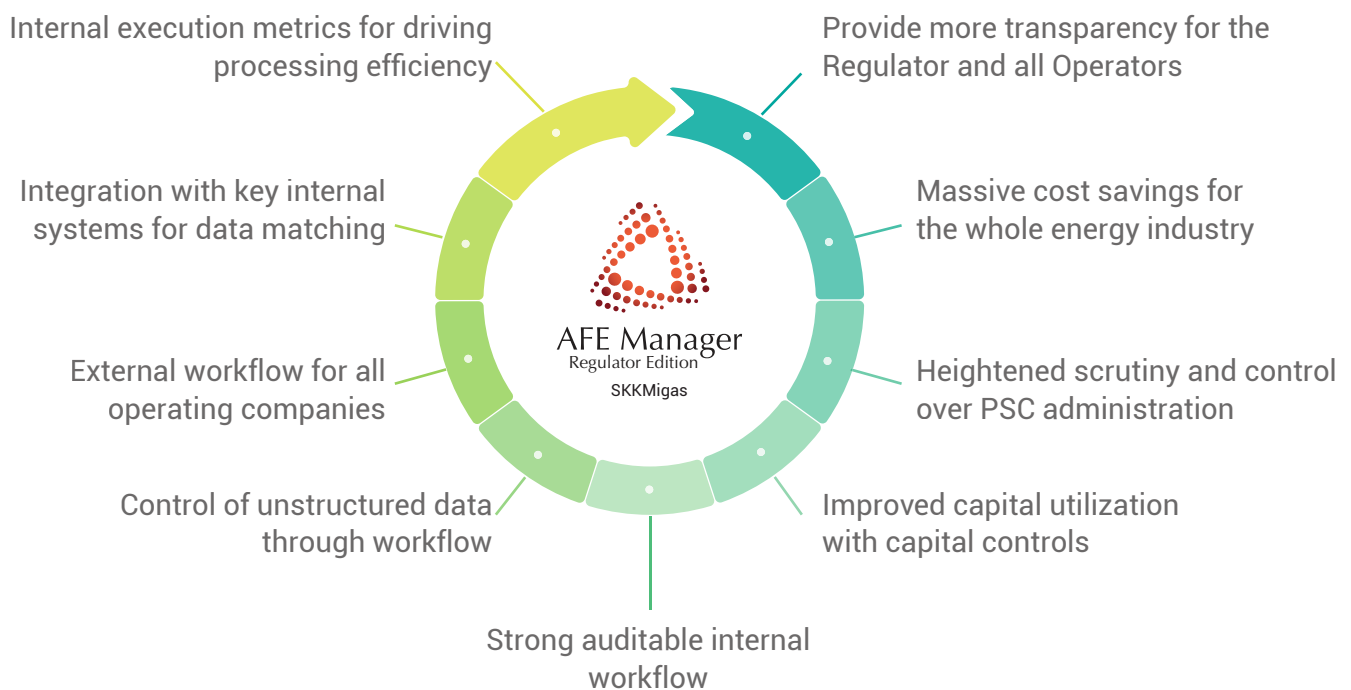 Internal execution metrics for driving
processing efficiency
Provide more transparency for the
Regulator and all Operators
Integration with key internal
systems for data matching
Massive cost savings for
the whole energy industry
AFE Manager
Regulator Edition
SKKMigas
External workflow for all
operating companies
Heightened scrutiny and control
over PSC administration
Control of unstructured data
through workflow
Improved capital utilization
with capital controls
Strong auditable internal
workflow